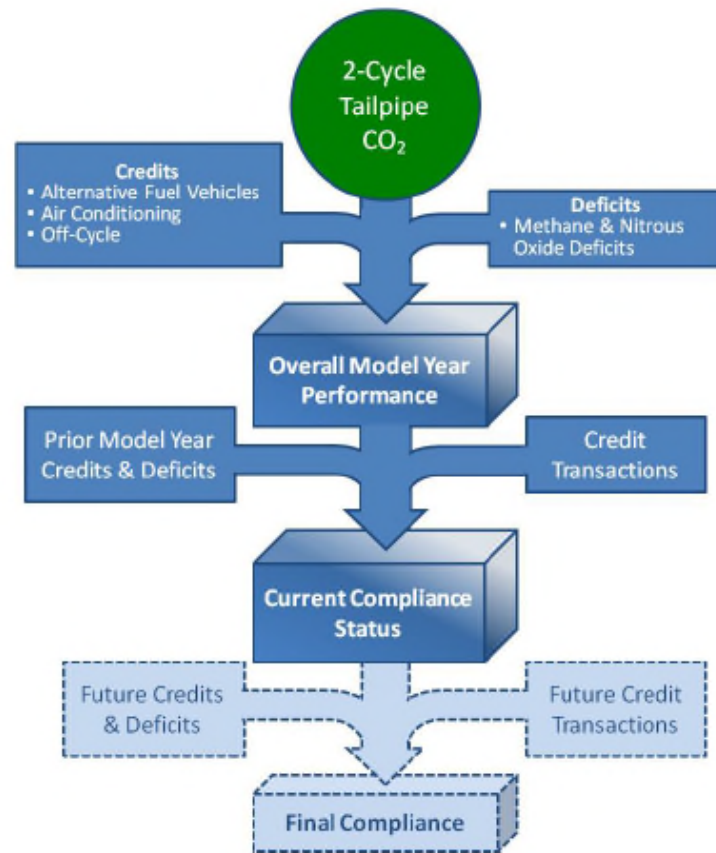 2-Cycle
Tailpipe
CO₂
Credits
▪ Alternative Fuel Vehicles
▪ Air Conditioning
▪ Off-Cycle
Deficits
▪ Methane & Nitrous
Oxide Deficits
Overall Model Year
Performance
Prior Model Year
Credits & Deficits
Credit
Transactions
Current Compliance
Status
Future Credits
& Deficits
Future Credit
Transactions
Final Compliance